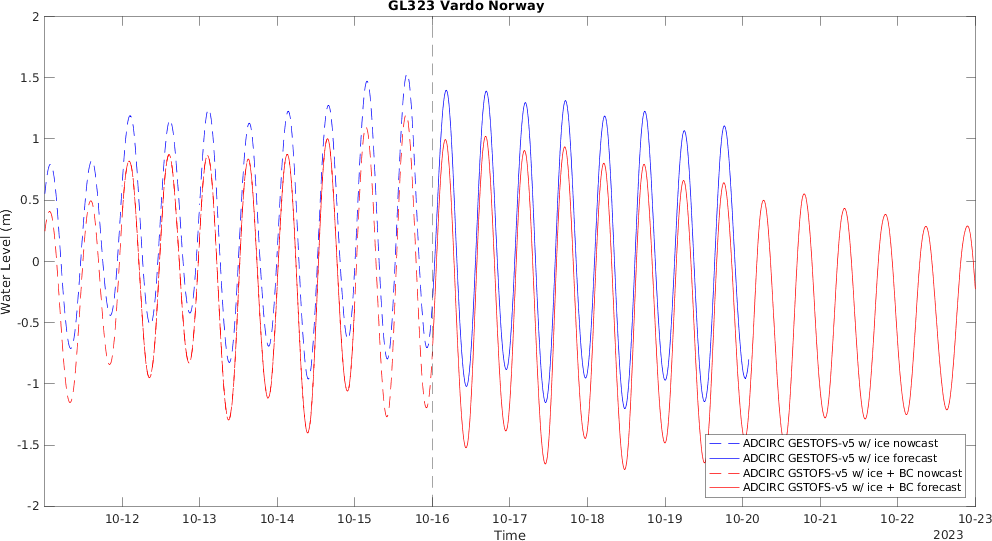 GL323 Vardo Norway
2
1.5
1
0.5
0
-0.5
-1
-1.5
-2
Water Level (m)
ADCIRC GESTOFS-v5 w/ ice nowcast
ADCIRC GESTOFS-v5 w/ ice forecast
ADCIRC GSTOFS-v5 w/ ice + BC nowcast
ADCIRC GSTOFS-v5 w/ ice + BC forecast
10-12 10-13 10-14 10-15 10-16 10-17 10-18 10-19 10-20 10-21 10-22 10-23
Time
2023